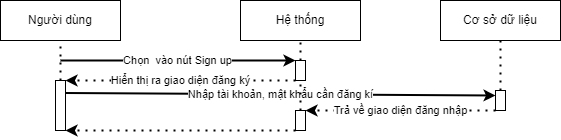 Người dùng
Hệ thống
Cơ sở dữ liệu
Chọn vào nút Sign up
Hiển thị ra giao diện đăng ký
Nhập tài khoản, mật khẩu cần đăng kí
Trả về giao diện đăng nhập